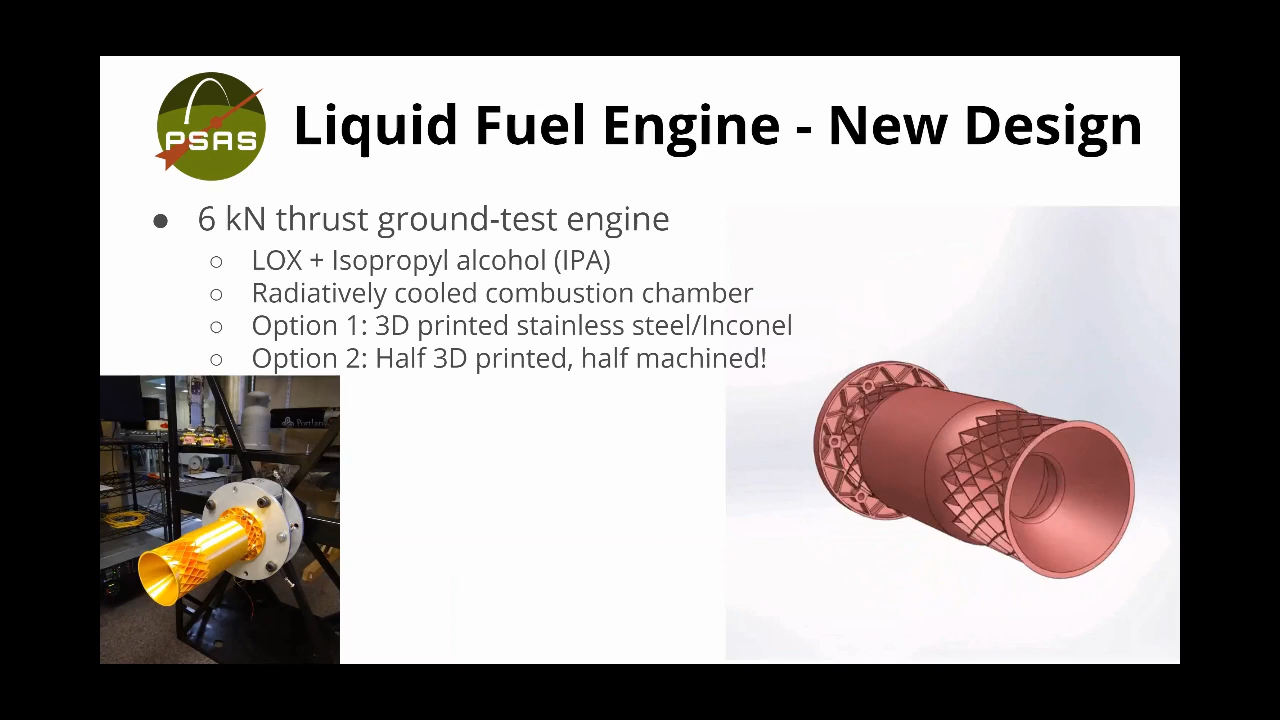 PSAS
Liquid Fuel Engine - New Design
● 6 kN thrust ground-test engine
○ LOX + Isopropyl alcohol (IPA)
○ Radiatively cooled combustion chamber
○ Option 1: 3D printed stainless steel/Inconel
○ Option 2: Half 3D printed, half machined!
Portland